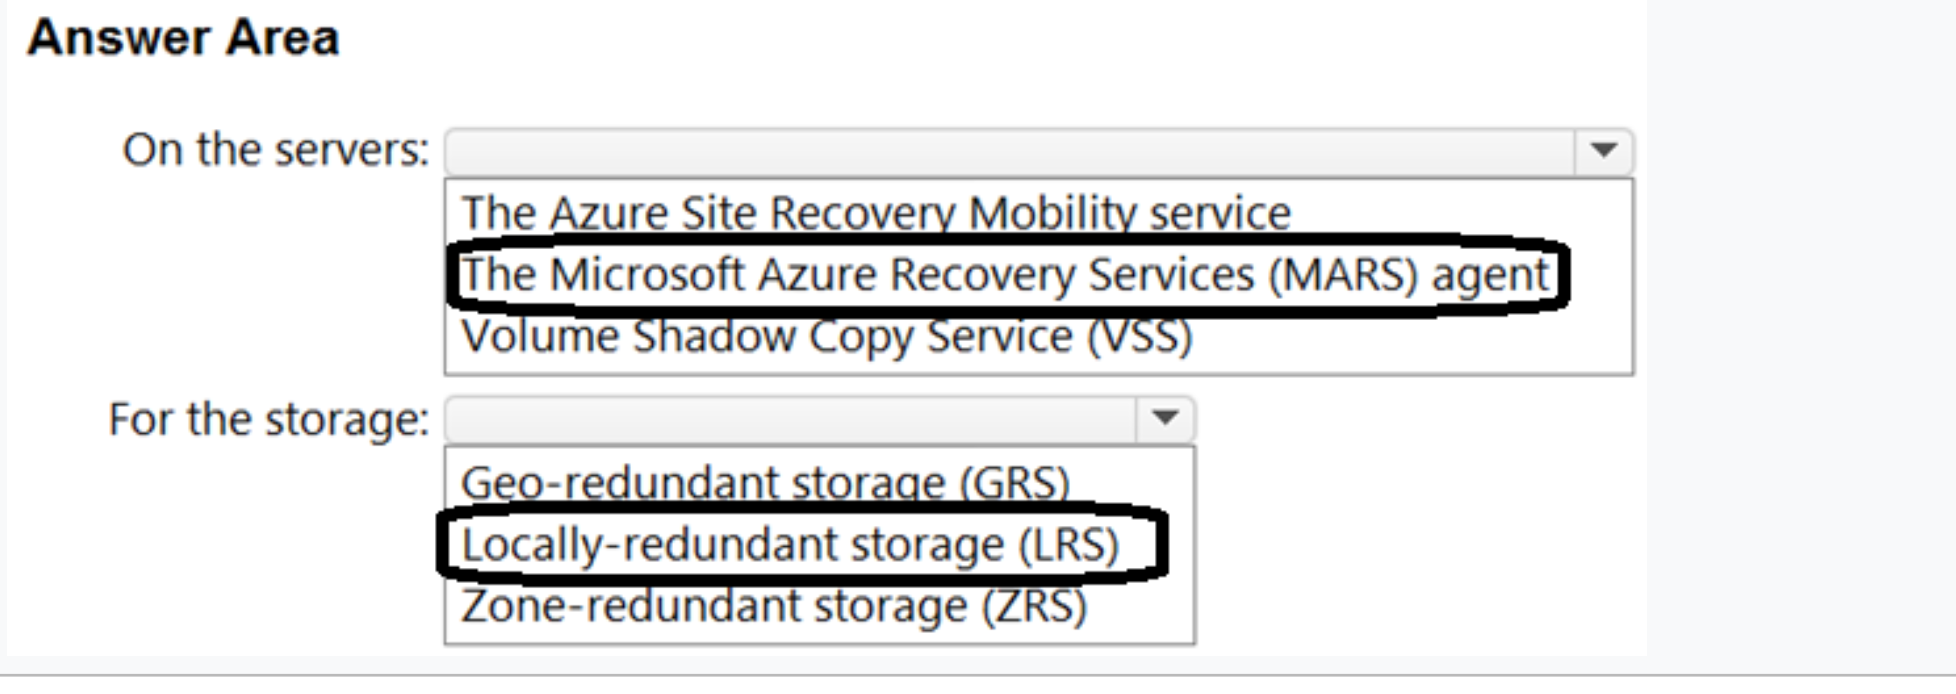 Answer Area
On the servers:
The Azure Site Recovery Mobility service
The Microsoft Azure Recovery Services (MARS) agent
Volume Shadow Copy Service (VSS)
For the storage:
Geo-redundant storage (GRS)
Locally-redundant storage (LRS)
Zone-redundant storage (ZRS)